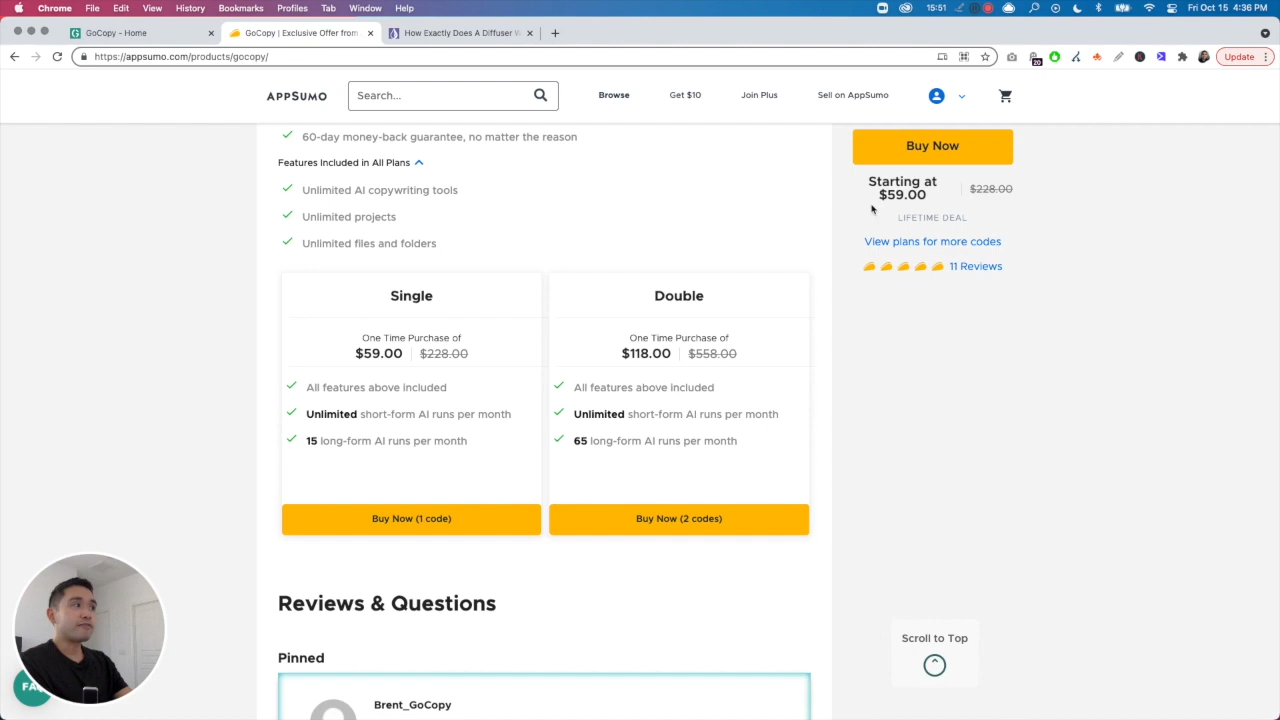 Chrome File Edit View History Bookmarks Profiles Tab Window Help
15:51 Fri Oct 15 4:36 PM
GoCopy - Home
GoCopy | Exclusive Offer from
How Exactly Does A Diffuser W
https://appsumo.com/products/gocopy/
20
Update
APPSUMO
Search...
Browse
Get $10
Join Plus
Sell on AppSumo
60-day money-back guarantee, no matter the reason
Features Included in All Plans
Unlimited AI copywriting tools
Unlimited projects
Unlimited files and folders
Buy Now
Starting at
$59.00
$228.00
LIFETIME DEAL
View plans for more codes
11 Reviews
Single
One Time Purchase of
$59.00 $228.00
All features above included
Unlimited short-form AI runs per month
15 long-form AI runs per month
Buy Now (1 code)
Double
One Time Purchase of
$118.00 $558.00
All features above included
Unlimited short-form AI runs per month
65 long-form AI runs per month
Buy Now (2 codes)
Reviews & Questions
Pinned
Brent_GoCopy
Scroll to Top